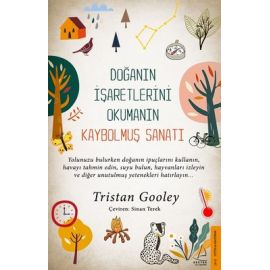 DOĞANIN
İŞARETLERİNİ
OKUMANIN
KAYBOLMUŞ SANATI
Yolunuzu bulurken doğanın ipuçlarını kullanın,
havayı tahmin edin, suyu bulun, hayvanları izleyin
ve diğer unutulmuş yetenekleri hatırlayın...
Tristan Gooley
Çeviren: Sinan Terek